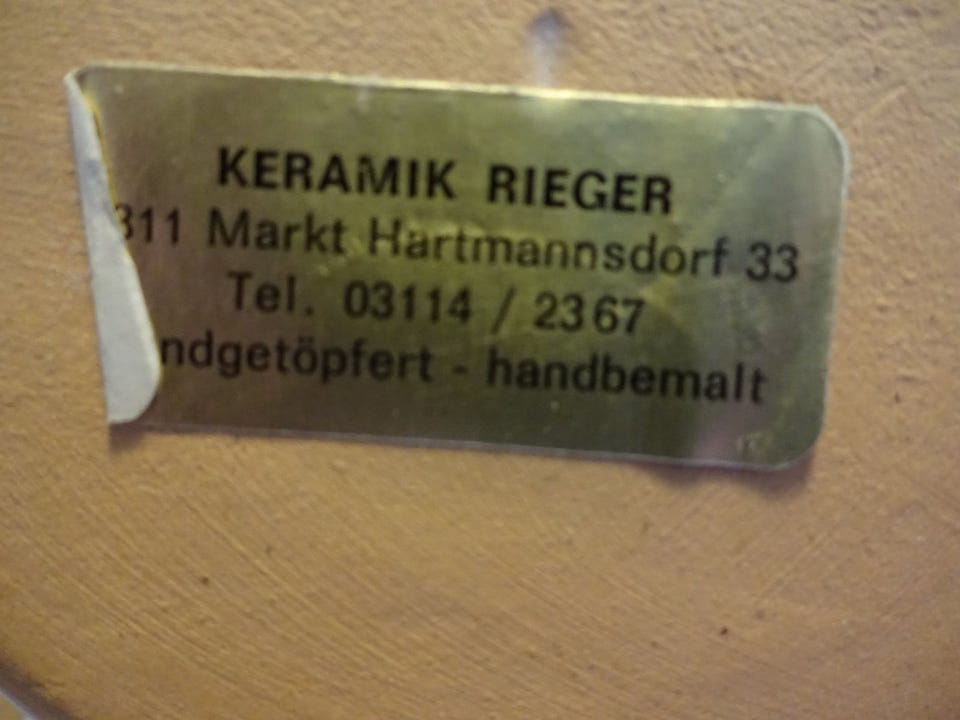 KERAMIK RIEGER
311 Markt Hartmannsdorf 33
Tel. 03114 / 2367
ndgetöpfert - handbemalt